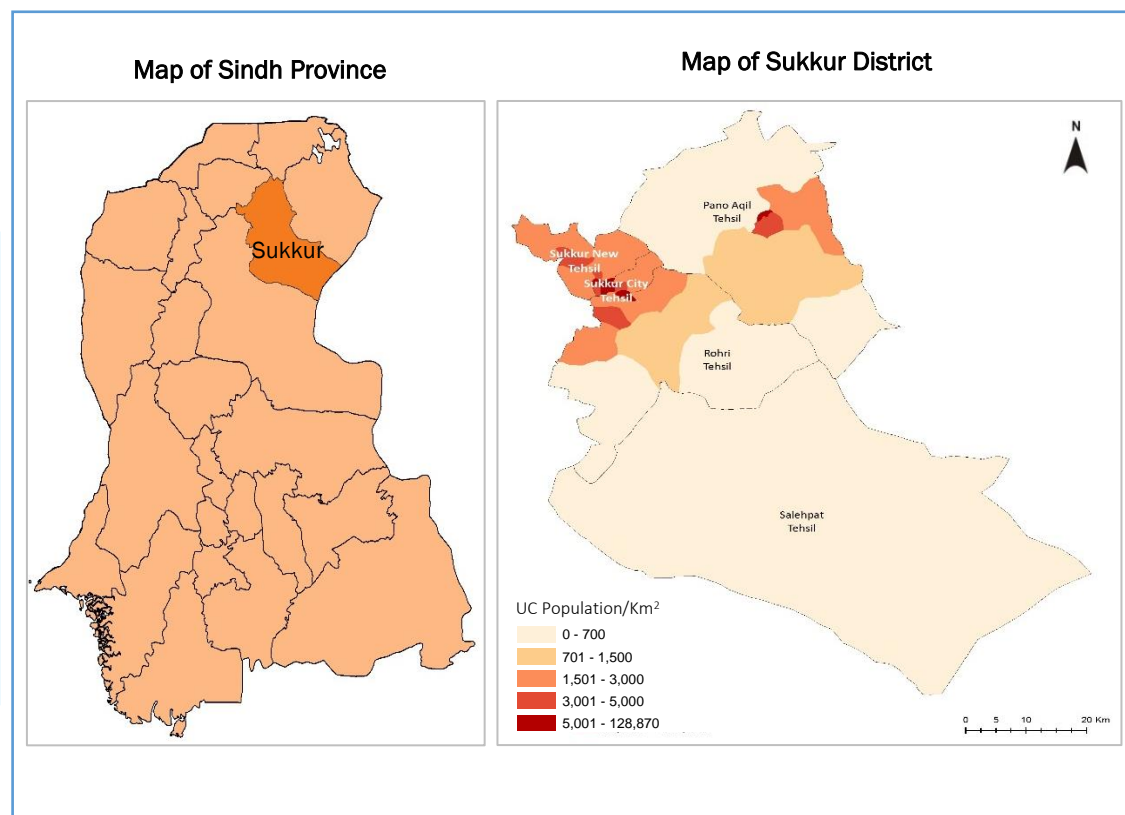 Map of Sindh Province
Map of Sukkur District
Sukkur
N
Pano Aqil
Tehsil
Sukkur New
Tehsil
Sukkur City
Tehsil
Rohri
Tehsil
Salehpat
Tehsil
UC Population/Km²
0 - 700
701 - 1,500
1,501 - 3,000
3,001 - 5,000
5,001 - 128,870
0 5 10 20 Km